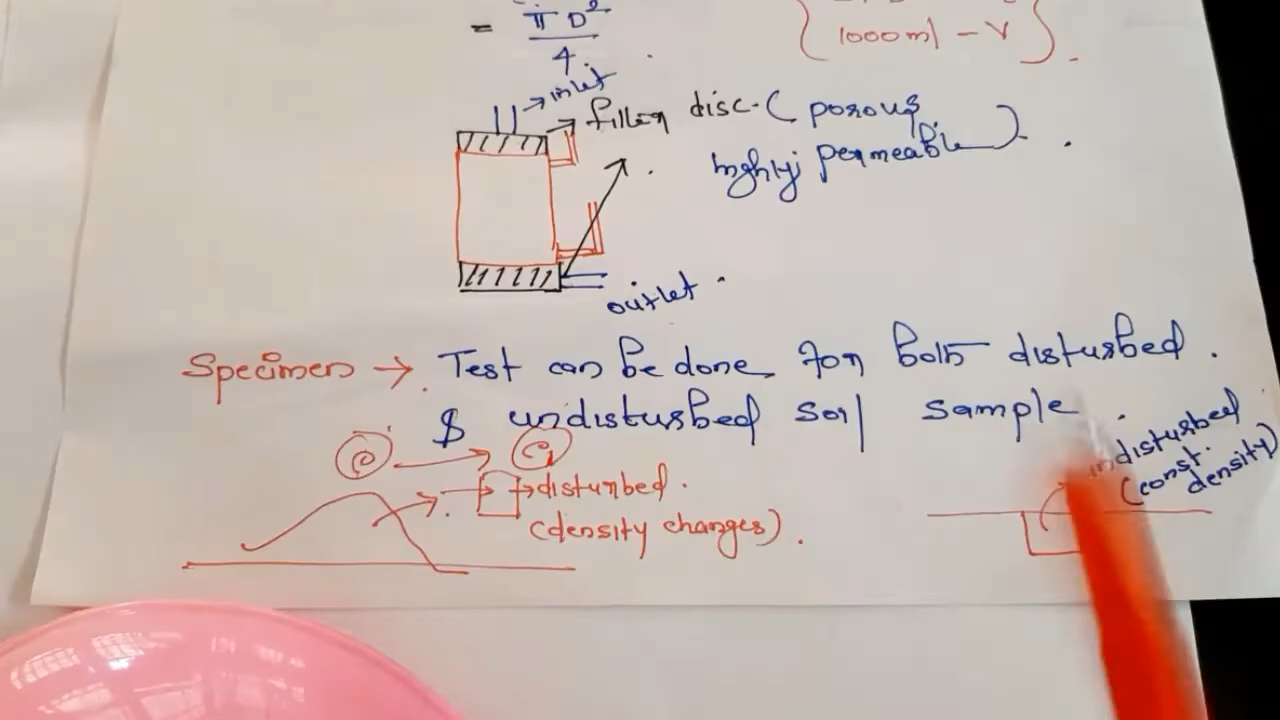 = πD²/4
1000ml - V
→ inlet
→ filter disc - (porous
highly permeable)
outlet
Specimen → Test can be done for both disturbed
& undisturbed soil sample
→ disturbed
(density changes)
undisturbed
(const.
density)